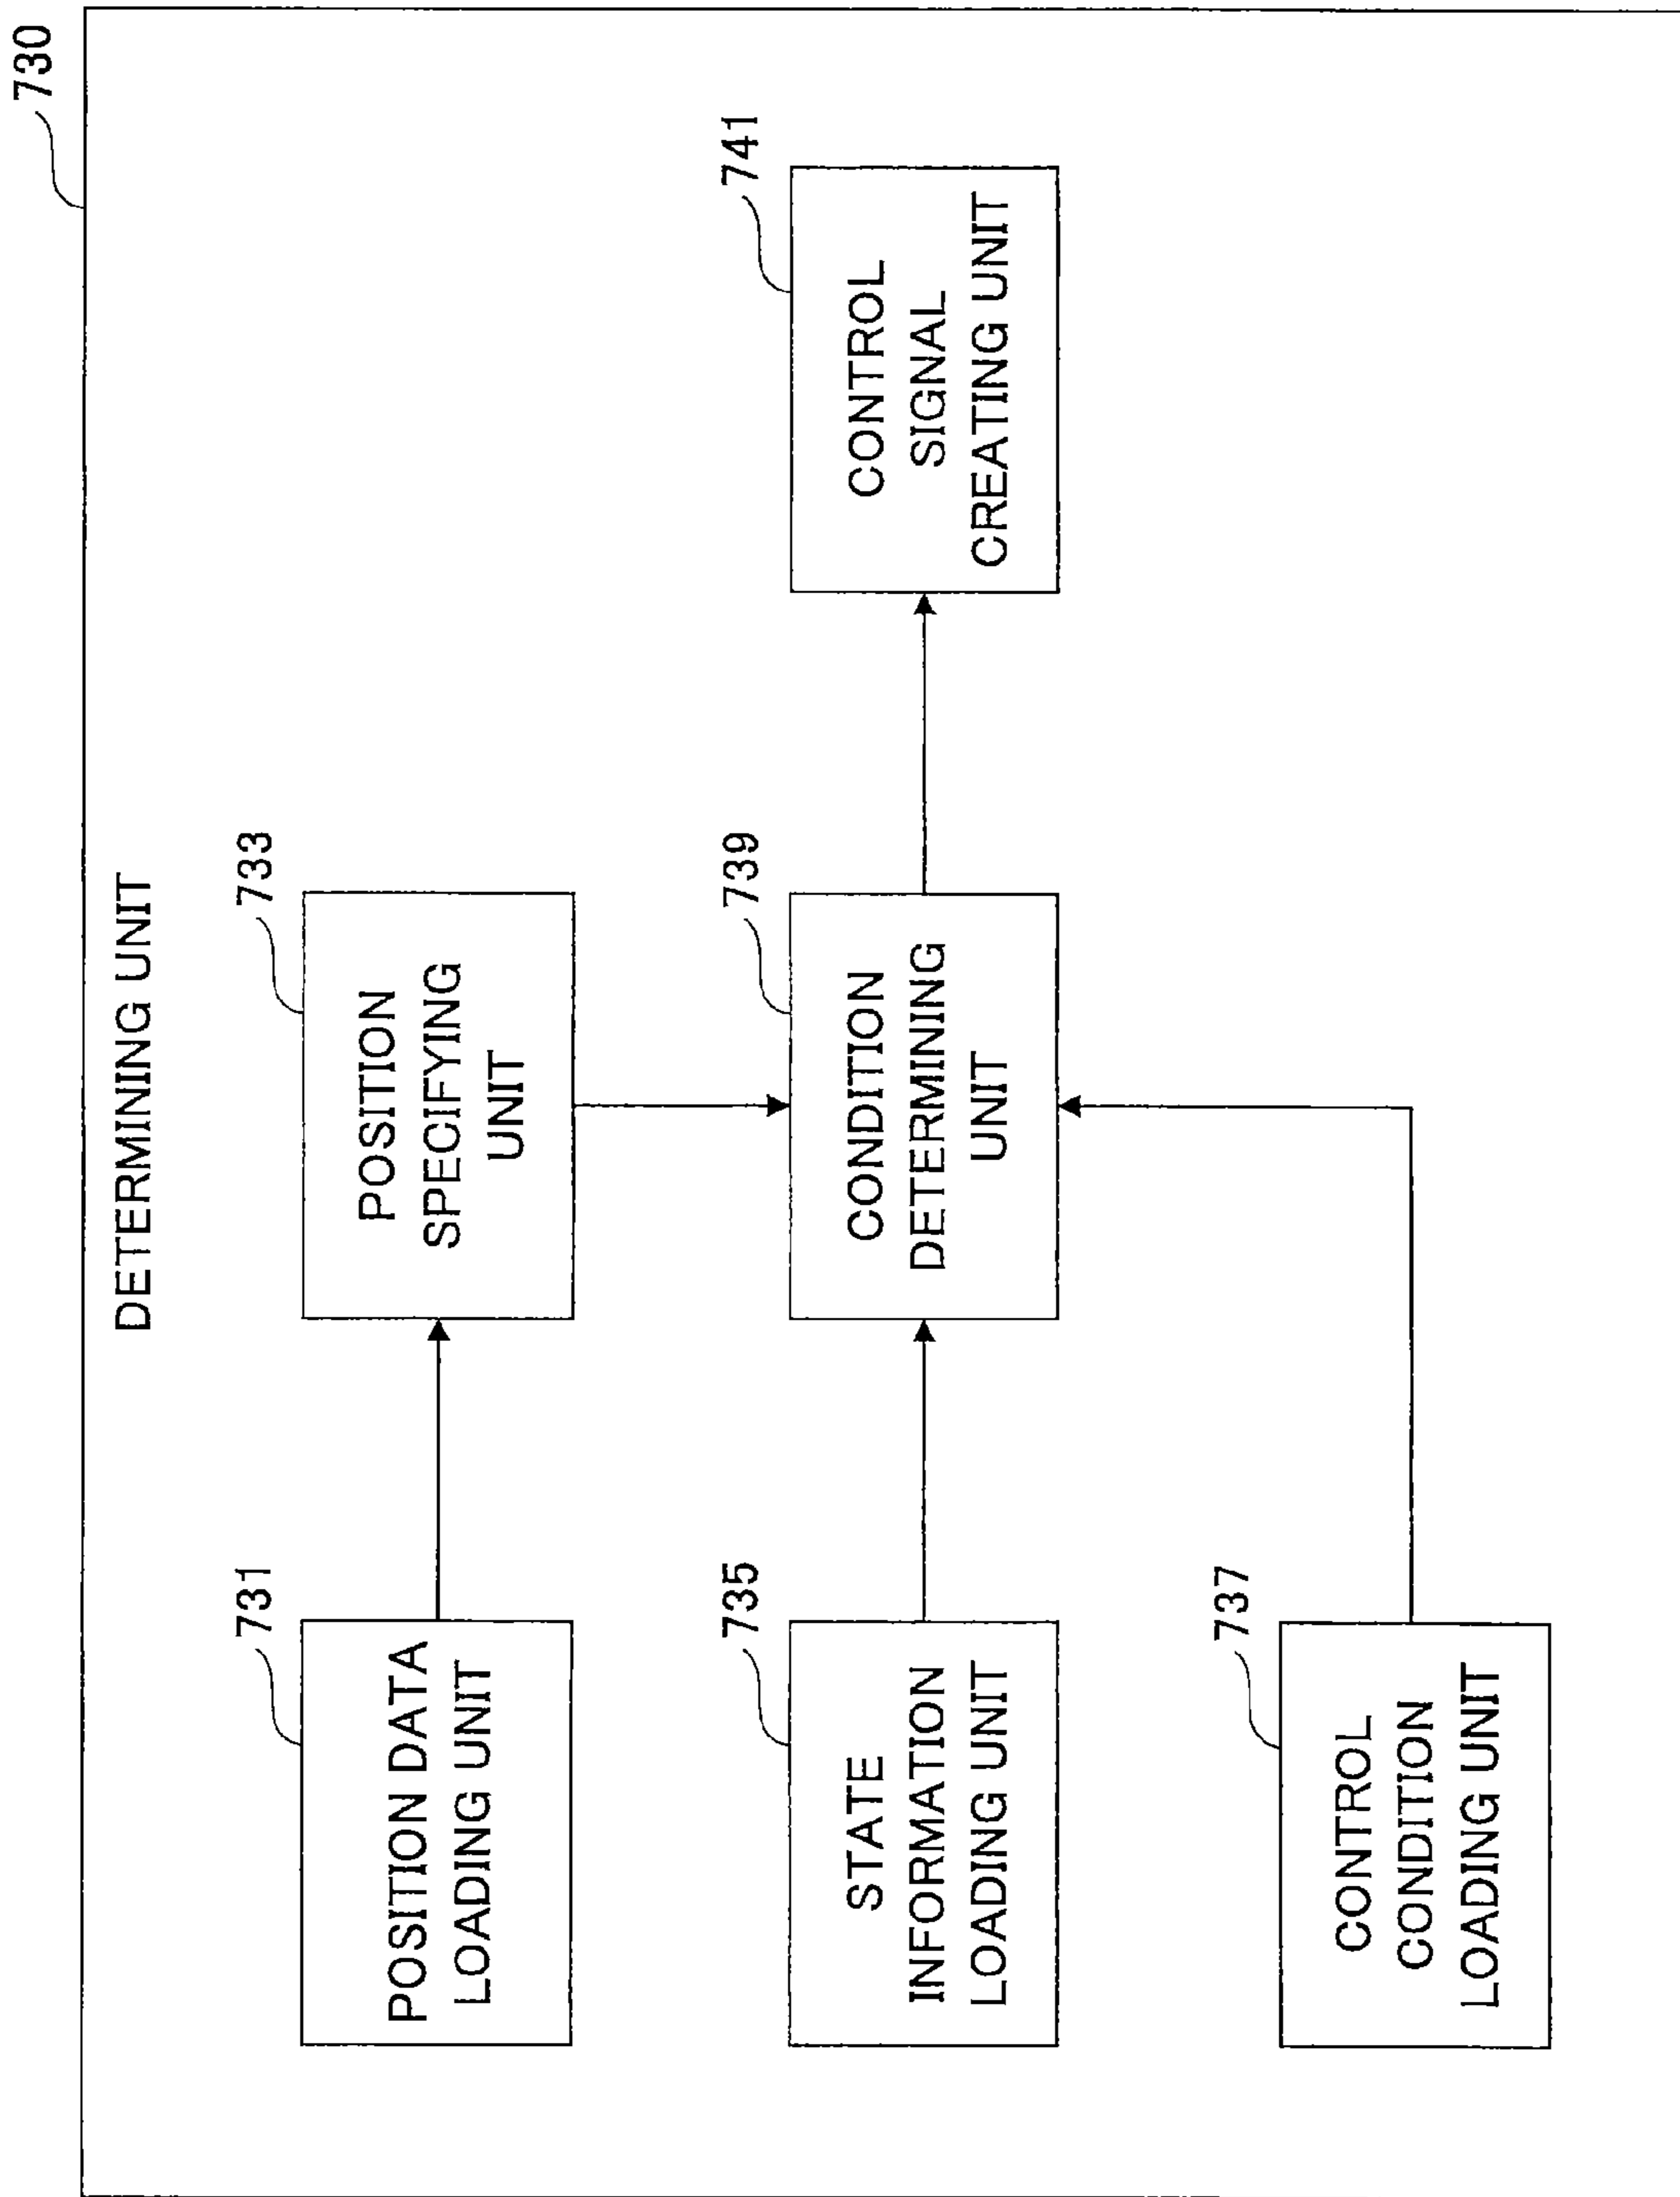 730
DETERMINING UNIT
731
POSITION DATA
LOADING UNIT
733
POSITION
SPECIFYING
UNIT
735
STATE
INFORMATION
LOADING UNIT
739
CONDITION
DETERMINING
UNIT
741
CONTROL
SIGNAL
CREATING UNIT
737
CONTROL
CONDITION
LOADING UNIT